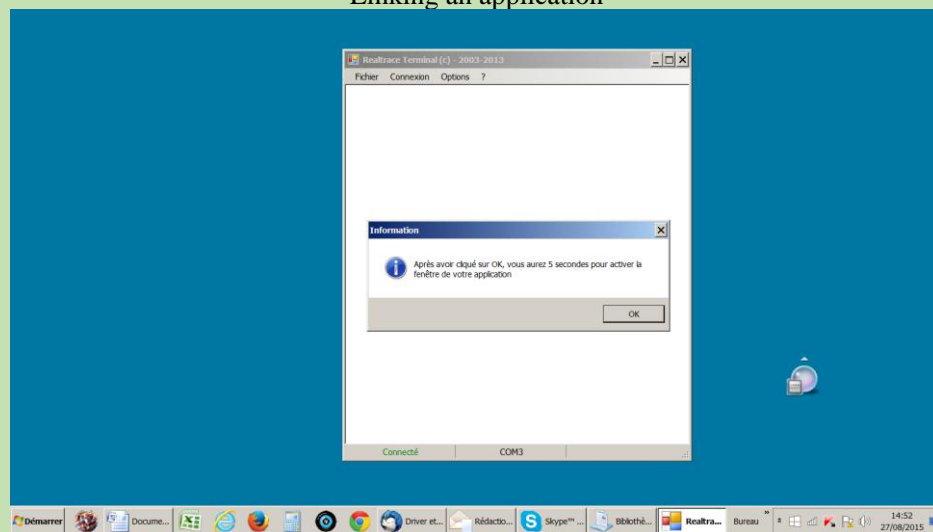 Linking an application
Realtrace Terminal (c) - 2003-2013
Fichier Connexion Options ?
Information
Après avoir cliqué sur OK, vous aurez 5 secondes pour activer la
fenêtre de votre application
OK
Connecté COM3
Démarrer Docume... Driver et... Rédactio... Skype™ ... Bibliothè... Realtra... Bureau
14:52
27/08/2015